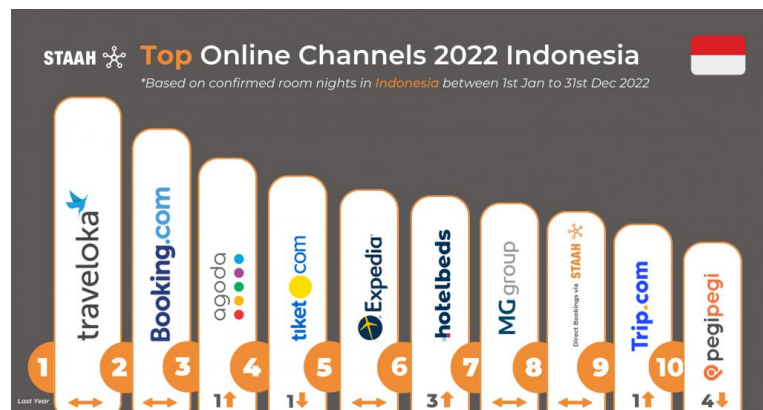 STAAH Top Online Channels 2022 Indonesia
*Based on confirmed room nights in Indonesia between 1st Jan to 31st Dec 2022
traveloka
Booking.com
agoda
tiket com
Expedia
hotelbeds
MG group
Direct Bookings via STAAH
Trip.com
pegipegi
1 2 3 4 5 6 7 8 9 10
Last Year 1 1 3 1 4